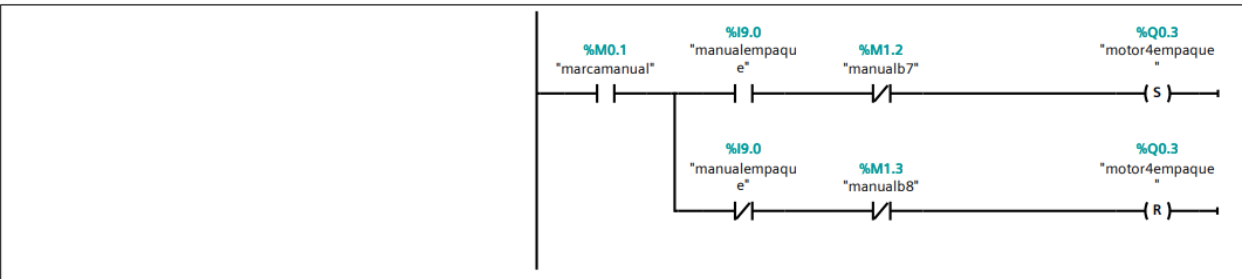 %M0.1
"marcamanual"
%I9.0
"manualempaqu
e"
%M1.2
"manualb7"
%Q0.3
"motor4empaque
"
S
%I9.0
"manualempaqu
e"
%M1.3
"manualb8"
%Q0.3
"motor4empaque
"
R